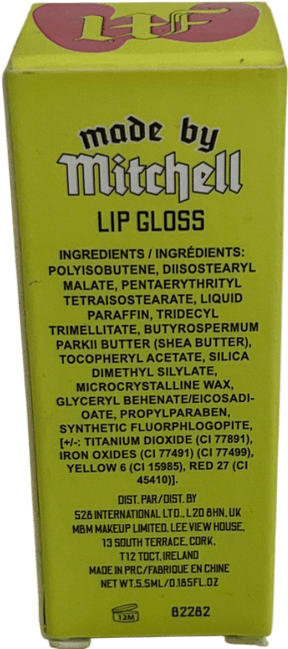 made by
Mitchell
LIP GLOSS
INGREDIENTS / INGRÉDIENTS:
POLYISOBUTENE, DIISOSTEARYL
MALATE, PENTAERYTHRITYL
TETRAISOSTEARATE, LIQUID
PARAFFIN, TRIDECYL
TRIMELLITATE, BUTYROSPERMUM
PARKII BUTTER (SHEA BUTTER),
TOCOPHERYL ACETATE, SILICA
DIMETHYL SILYLATE,
MICROCRYSTALLINE WAX,
GLYCERYL BEHENATE/EICOSADI-
OATE, PROPYLPARABEN,
SYNTHETIC FLUORPHLOGOPITE,
[+/-: TITANIUM DIOXIDE (CI 77891),
IRON OXIDES (CI 77491) (CI 77499),
YELLOW 6 (CI 15985), RED 27 (CI
45410)].
DIST. PAR/DIST. BY
528 INTERNATIONAL LTD., L20 8HN, UK
MBM MAKEUP LIMITED, LEE VIEW HOUSE,
13 SOUTH TERRACE, CORK,
T12 T0CT, IRELAND
MADE IN PRC/FABRIQUE EN CHINE
NET WT.5.5ML/0.185FL.OZ
12M
82282